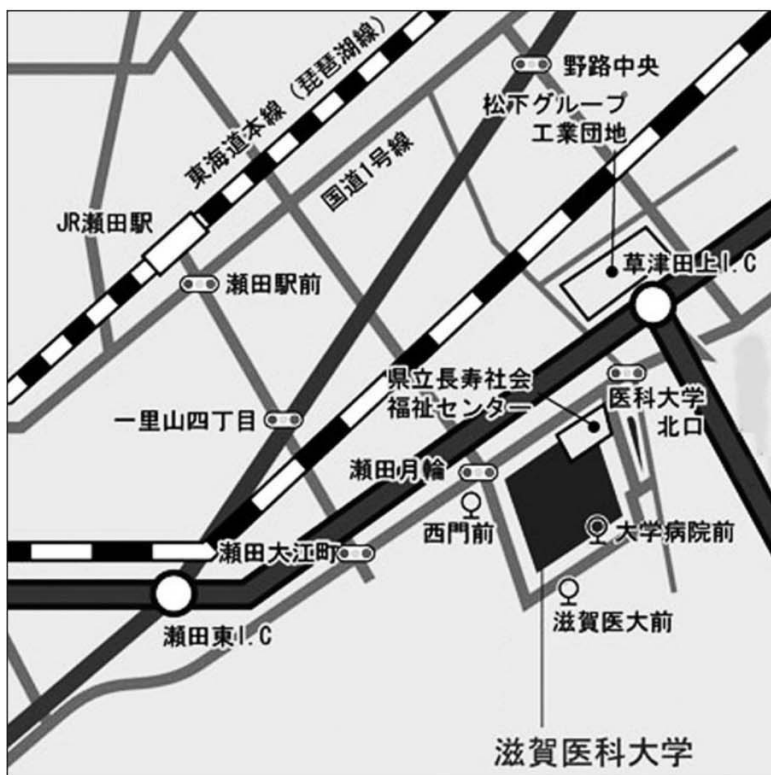 野路中央
松下グループ
工業団地
東海道本線（琵琶湖線）
国道1号線
JR瀬田駅
瀬田駅前
草津田上I.C
県立長寿社会
福祉センター
医科大学
北口
一里山四丁目
瀬田月輪
西門前
大学病院前
瀬田大江町
滋賀医大前
瀬田東I.C
滋賀医科大学